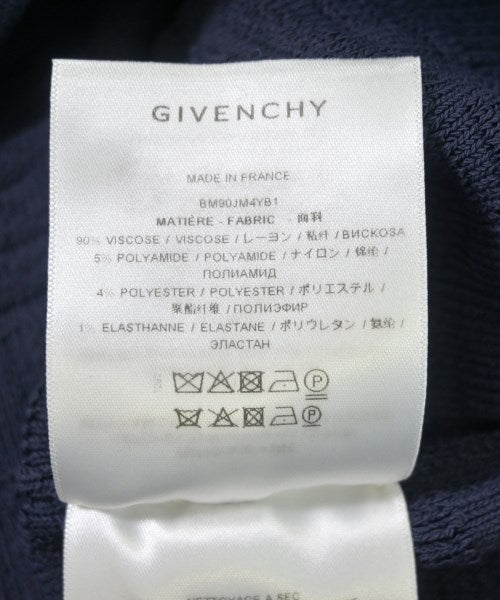 GIVENCHY
MADE IN FRANCE
BM90JM4YB1
MATIÈRE - FABRIC - 面料
90% VISCOSE / VISCOSE / レーヨン / 粘纤 / ВИСКОЗА
5% POLYAMIDE / POLYAMIDE / ナイロン / 锦纶 /
ПОЛИАМИД
4% POLYESTER / POLYESTER / ポリエステル /
聚酯纤维 / ПОЛИЭФИР
1% ELASTHANNE / ELASTANE / ポリウレタン / 氨纶 /
ЭЛАСТАН
P
P
NETTOYAGE A SEC